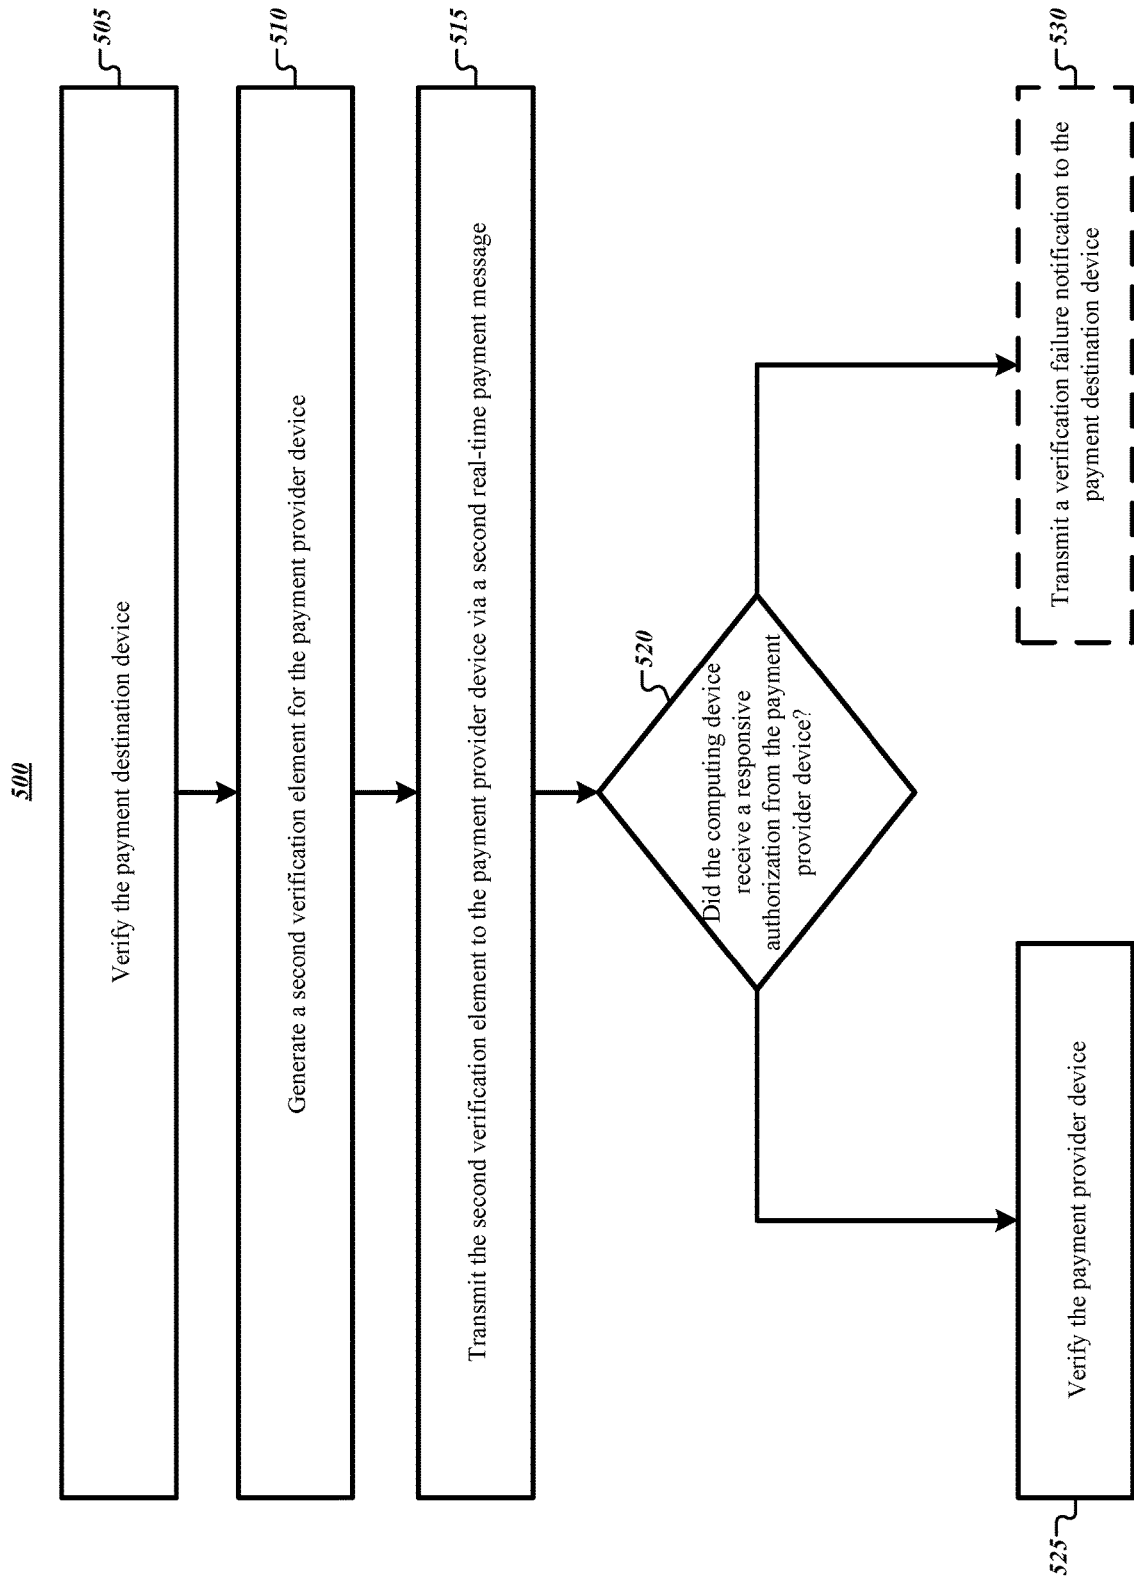 500
505
Verify the payment destination device
510
Generate a second verification element for the payment provider device
515
Transmit the second verification element to the payment provider device via a second real-time payment message
520
Did the computing device
receive a responsive
authorization from the payment
provider device?
525
Verify the payment provider device
530
Transmit a verification failure notification to the
payment destination device